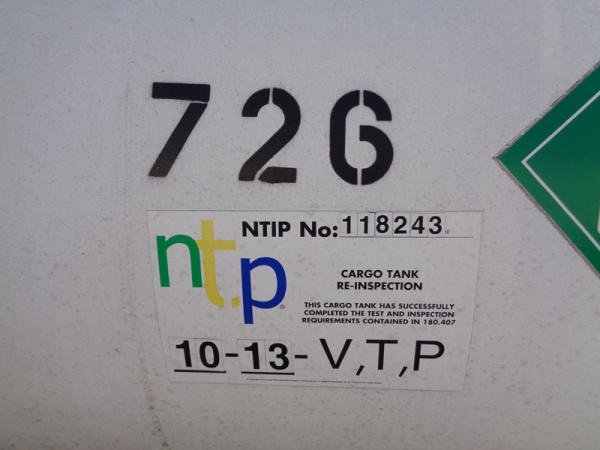 726
NTIP No: 118243
nt.p®
CARGO TANK
RE-INSPECTION
THIS CARGO TANK HAS SUCCESSFULLY
COMPLETED THE TEST AND INSPECTION
REQUIREMENTS CONTAINED IN 180.407
10-13-V,T,P